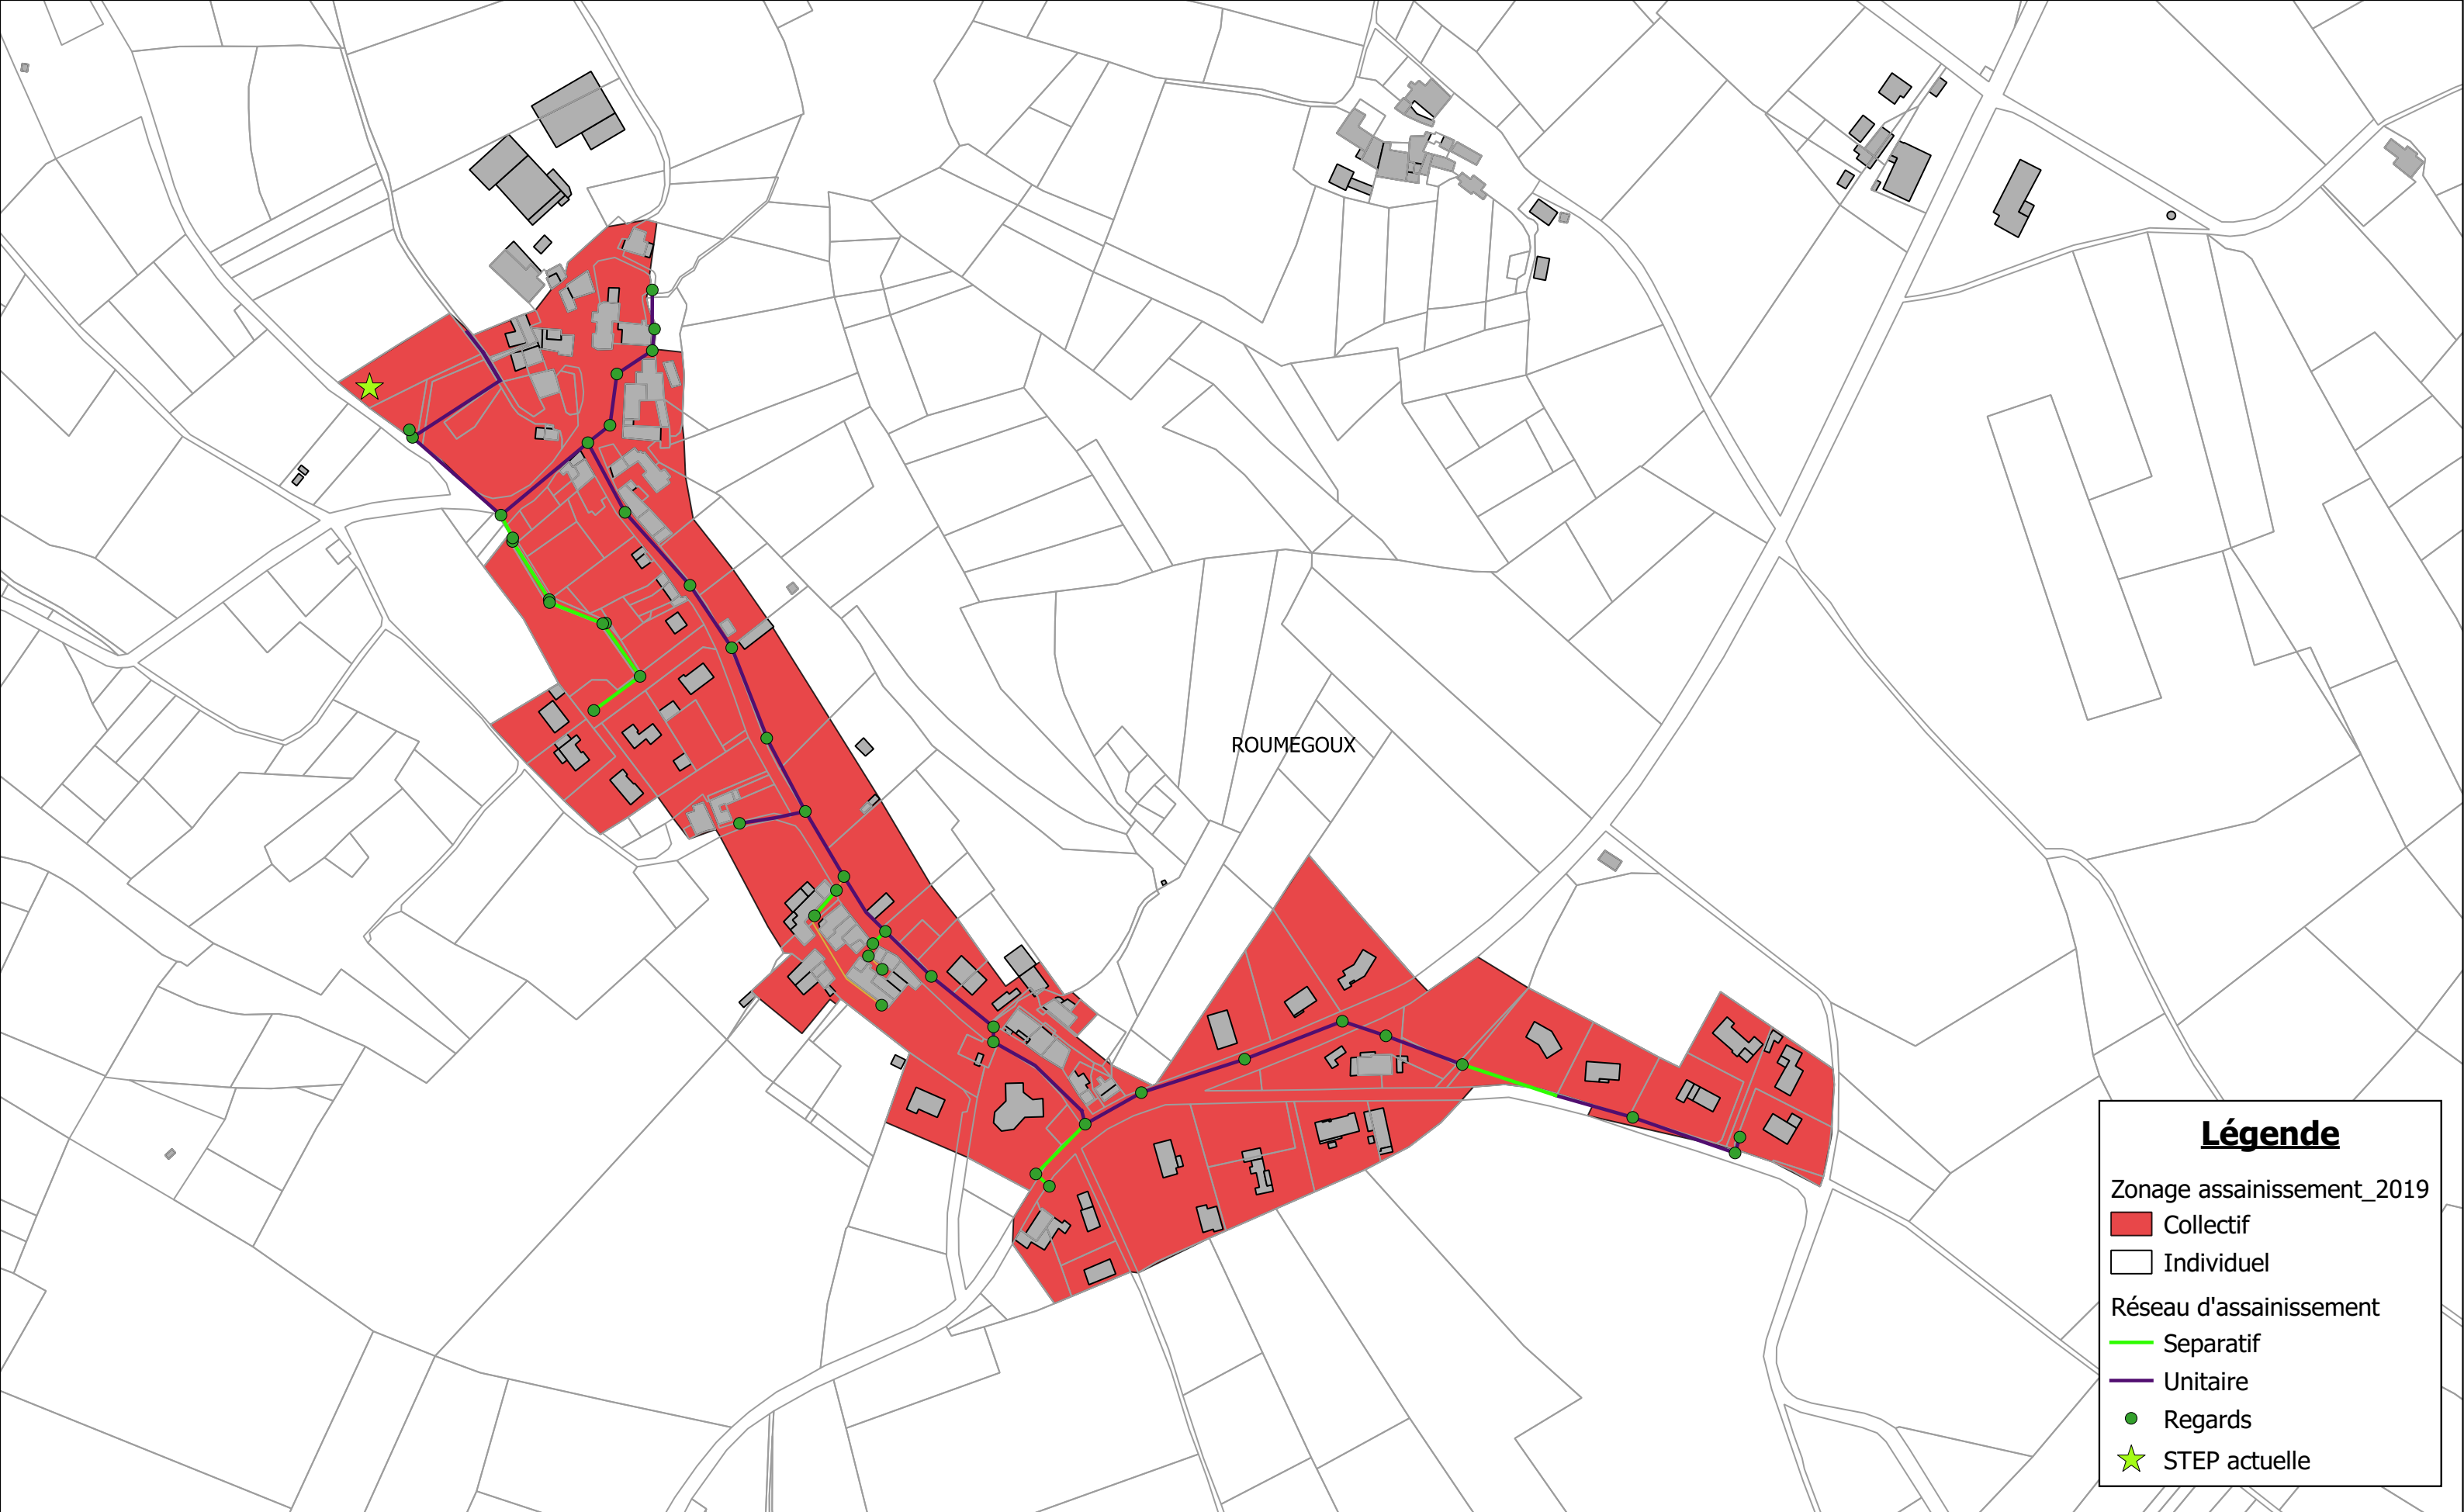 ROUMEGOUX
Légende
Zonage assainissement_2019
Collectif
Individuel
Réseau d'assainissement
Separatif
Unitaire
Regards
STEP actuelle